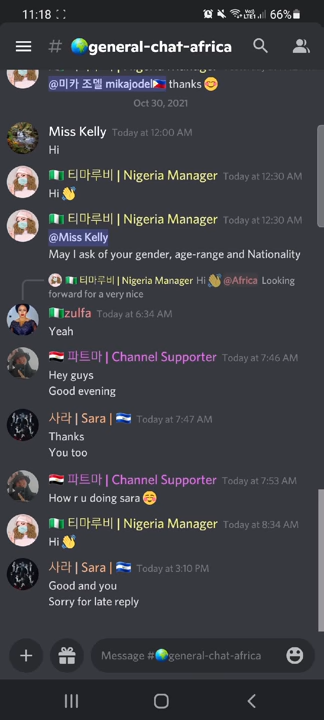 11:18
66%
# general-chat-africa
티마루비 | Nigeria Manager
@미카 조델 mikajodel🇵🇭 thanks 😊
Oct 30, 2021
Miss Kelly Today at 12:00 AM
Hi
🇳🇬 티마루비 | Nigeria Manager Today at 12:30 AM
Hi 👋
🇳🇬 티마루비 | Nigeria Manager Today at 12:30 AM
@Miss Kelly
May I ask of your gender, age-range and Nationality
🇳🇬 티마루비 | Nigeria Manager Hi 👋 @Africa Looking
forward for a very nice
🇳🇬zulfa Today at 6:34 AM
Yeah
🇪🇬 파트마 | Channel Supporter Today at 7:46 AM
Hey guys
Good evening
사라 | Sara | 🇸🇻 Today at 7:47 AM
Thanks
You too
🇪🇬 파트마 | Channel Supporter Today at 7:53 AM
How r u doing sara ☺️
🇳🇬 티마루비 | Nigeria Manager Today at 8:34 AM
Hi 👋
사라 | Sara | 🇸🇻 Today at 3:10 PM
Good and you
Sorry for late reply
Message #🌍general-chat-africa